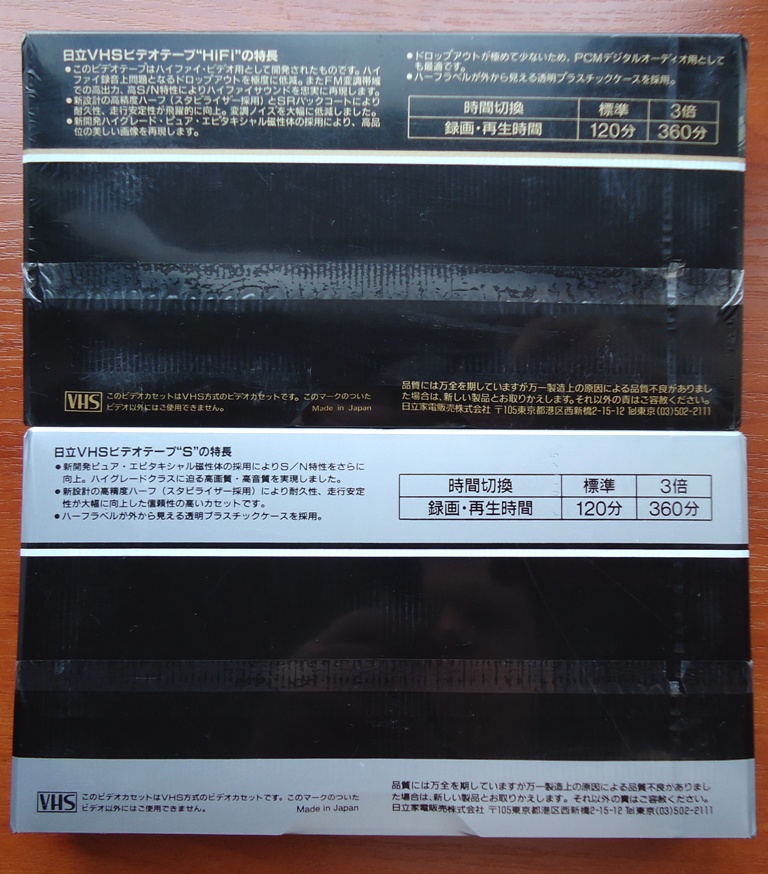 日立VHSビデオテープ“HiFi”の特長
●このビデオテープはハイファイ・ビデオ用として開発されたものです。ハイ
ファイ録音上問題となるドロップアウトを極度に低減。またFM変調帯域
での高出力、高S/N特性によりハイファイサウンドを忠実に再現します。
●新設計の高精度ハーフ（スタビライザー採用）とSRバックコートにより
耐久性、走行安定性が飛躍的に向上。変調ノイズを大幅に低減しました。
●新開発ハイグレード・ピュア・エピタキシャル磁性体の採用により、高品
位の美しい画像を再現します。
●ドロップアウトが極めて少ないため、PCMデジタルオーディオ用として
も最適です。
●ハーフラベルが外から見える透明プラスチックケースを採用。
時間切換 標準 3倍
録画・再生時間 120分 360分
VHS このビデオカセットはVHS方式のビデオカセットです。このマークのついた
ビデオ以外にはご使用できません。 Made in Japan
品質には万全を期していますが万一製造上の原因による品質不良がありまし
た場合は、新しい製品とお取りかえします。それ以外の責はご容赦ください。
日立家電販売株式会社 〒105東京都港区西新橋2-15-12 Tel東京(03)502-2111
日立VHSビデオテープ“S”の特長
●新開発ピュア・エピタキシャル磁性体の採用によりS／N特性をさらに
向上。ハイグレードクラスに迫る高画質・高音質を実現しました。
●新設計の高精度ハーフ（スタビライザー採用）により耐久性、走行安定
性が大幅に向上した信頼性の高いカセットです。
●ハーフラベルが外から見える透明プラスチックケースを採用。
時間切換 標準 3倍
録画・再生時間 120分 360分
VHS このビデオカセットはVHS方式のビデオカセットです。このマークのついた
ビデオ以外にはご使用できません。 Made in Japan
品質には万全を期していますが万一製造上の原因による品質不良がありまし
た場合は、新しい製品とお取りかえします。それ以外の責はご容赦ください。
日立家電販売株式会社 〒105東京都港区西新橋2-15-12 Tel東京(03)502-2111